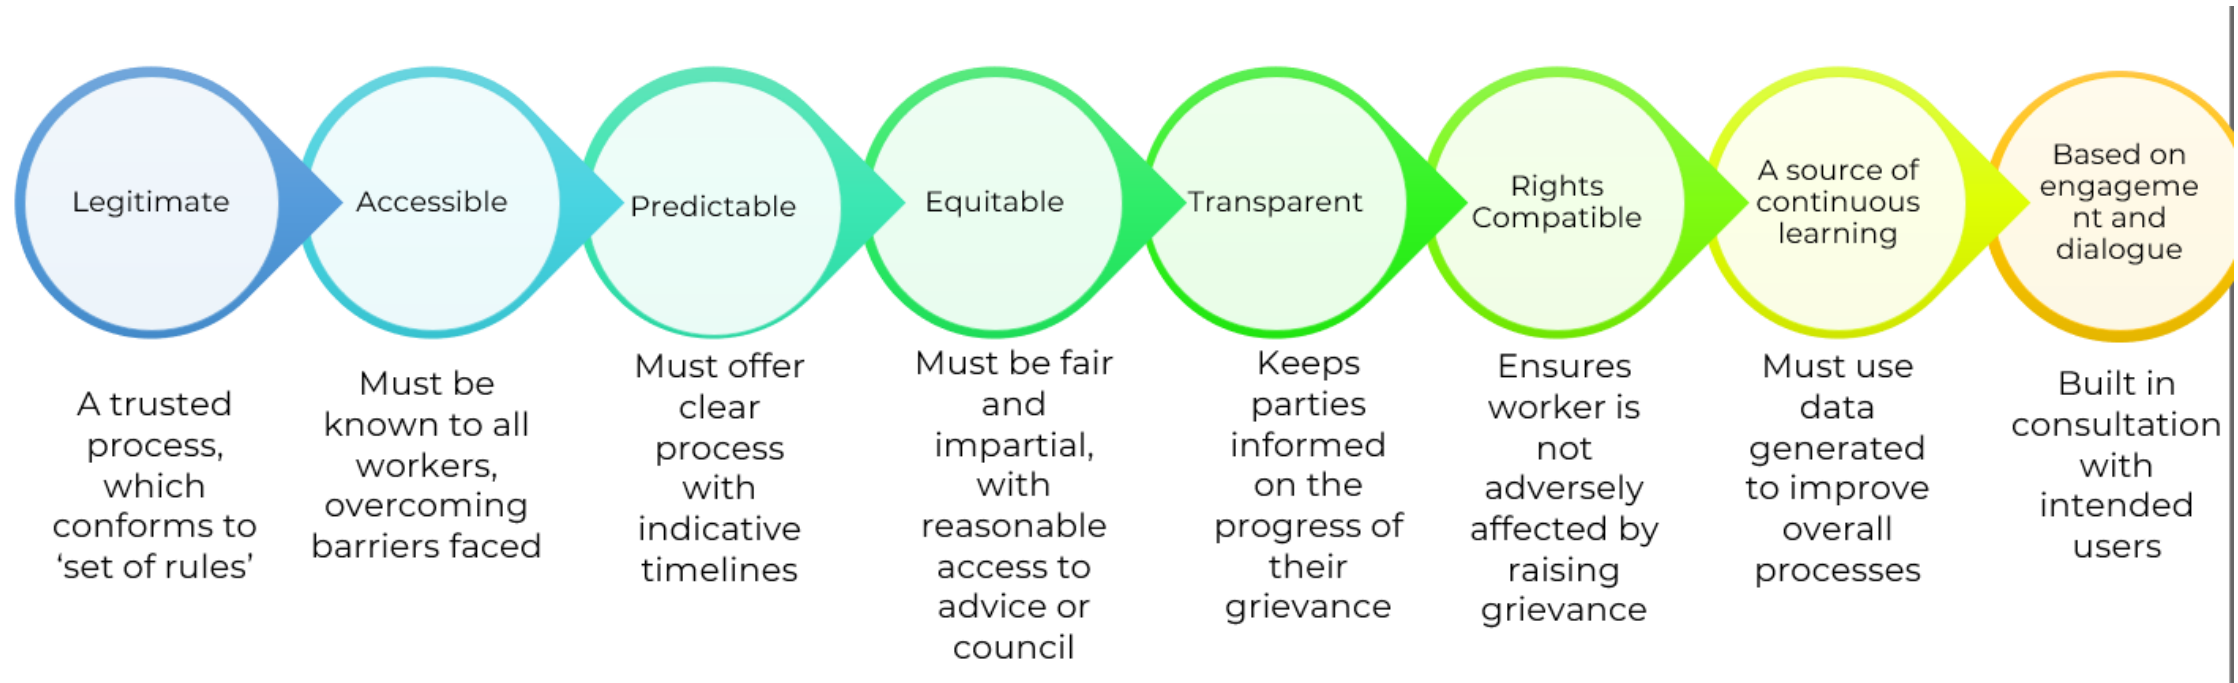 Legitimate
Accessible
Predictable
Equitable
Transparent
Rights
Compatible
A source of
continuous
learning
Based on
engageme
nt and
dialogue
A trusted
process,
which
conforms to
‘set of rules’
Must be
known to all
workers,
overcoming
barriers faced
Must offer
clear
process
with
indicative
timelines
Must be fair
and
impartial,
with
reasonable
access to
advice or
council
Keeps
parties
informed
on the
progress of
their
grievance
Ensures
worker is
not
adversely
affected by
raising
grievance
Must use
data
generated
to improve
overall
processes
Built in
consultation
with
intended
users